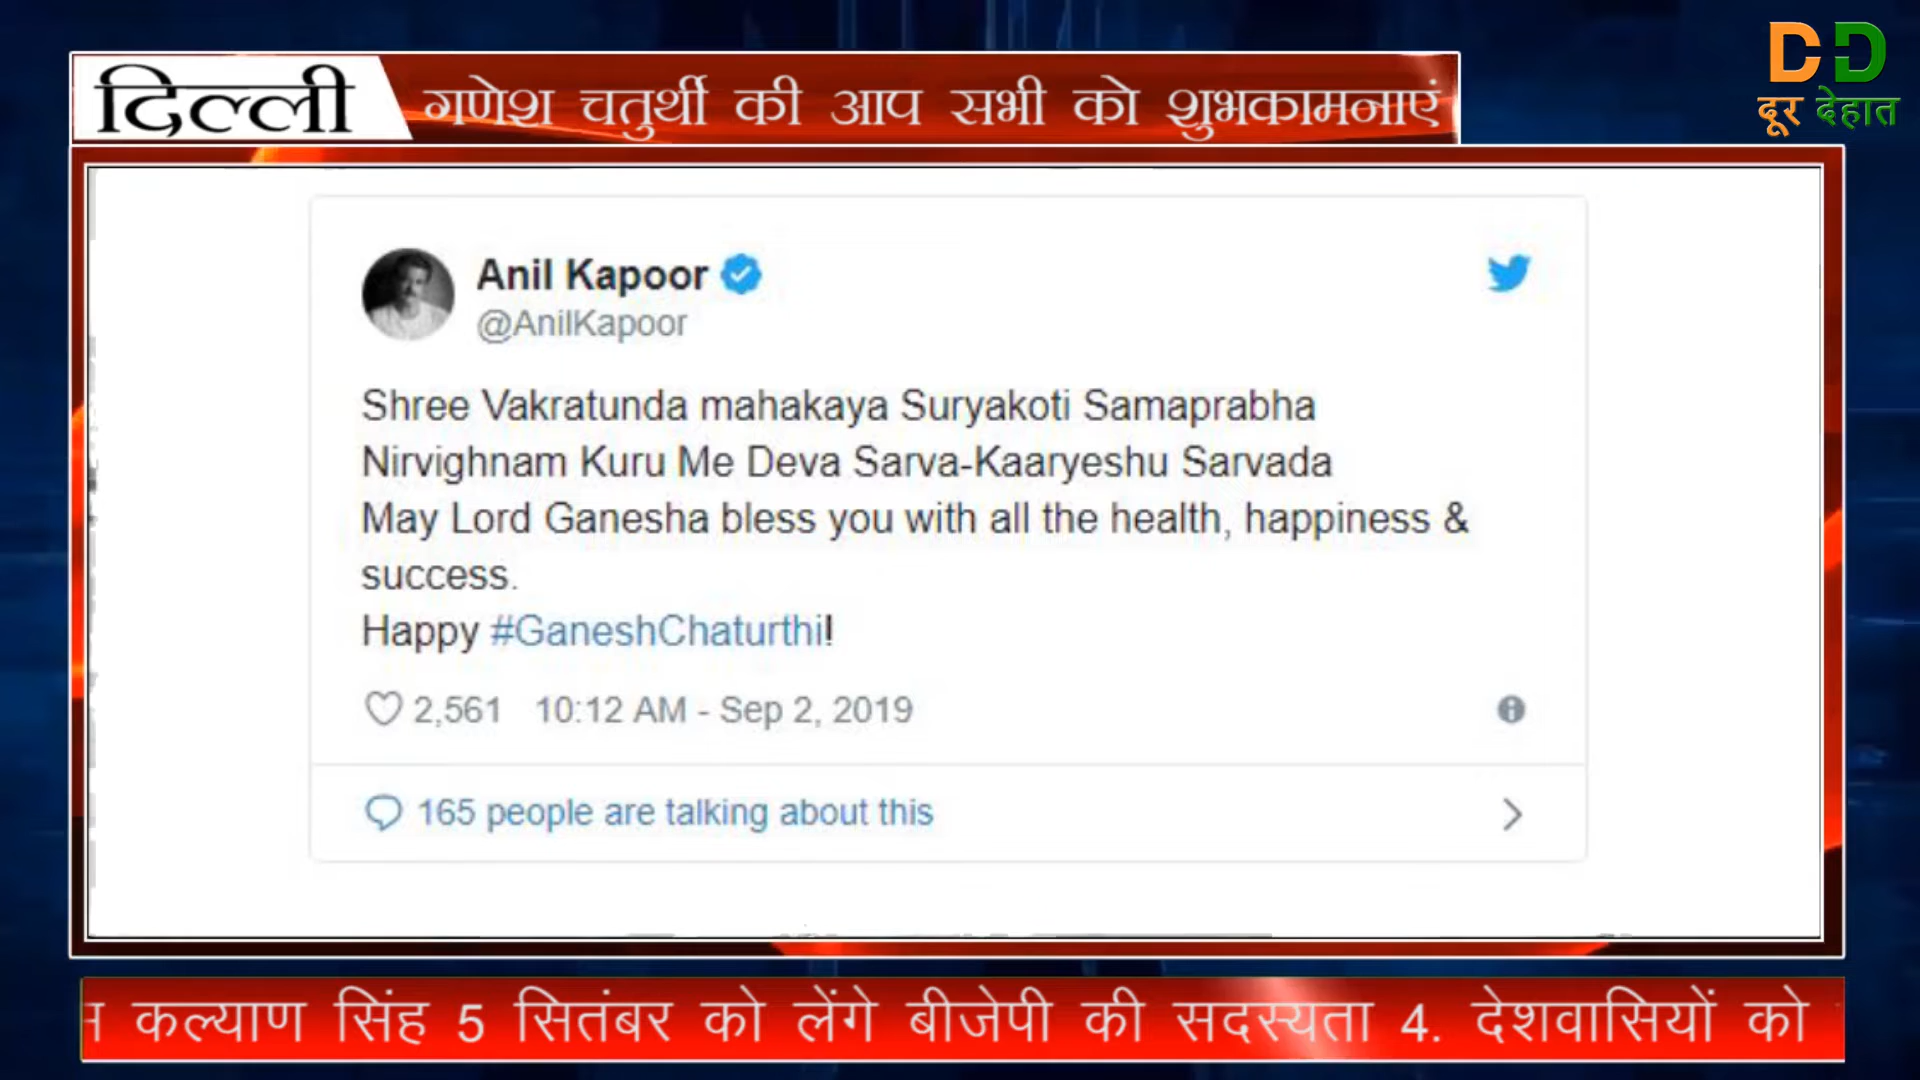 दिल्ली
गणेश चतुर्थी की आप सभी को शुभकामनाएं
DD
दूर देहात
Anil Kapoor
@AnilKapoor
Shree Vakratunda mahakaya Suryakoti Samaprabha
Nirvighnam Kuru Me Deva Sarva-Kaaryeshu Sarvada
May Lord Ganesha bless you with all the health, happiness &
success.
Happy #GaneshChaturthi!
2,561 10:12 AM - Sep 2, 2019
165 people are talking about this
कल्याण सिंह 5 सितंबर को लेंगे बीजेपी की सदस्यता 4. देशवासियों को